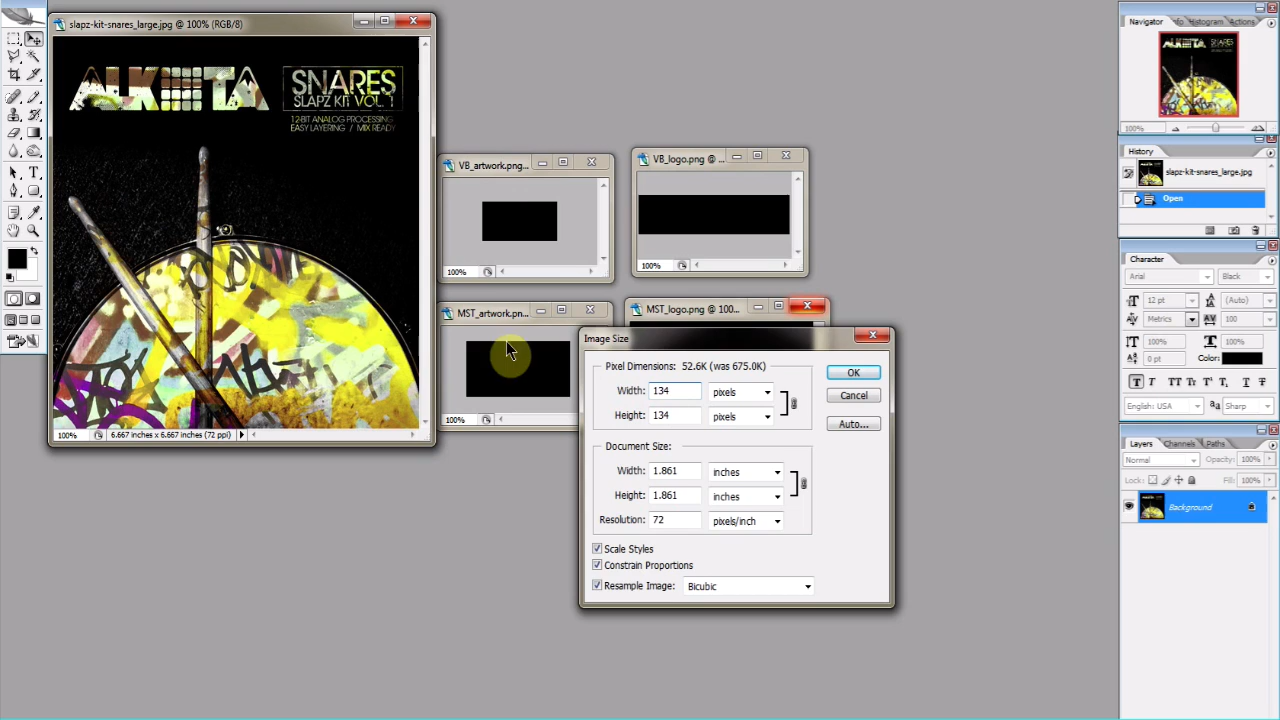 slapz-kit-snares_large.jpg @ 100% (RGB/8)
ALKOTA
SNARES
SLAPZ KIT VOL. 1
12-BIT ANALOG PROCESSING
EASY LAYERING / MIX READY
100%
6.667 inches x 6.667 inches (72 ppi)
VB_artwork.png...
100%
VB_logo.png @ ...
100%
MST_artwork.pn...
100%
MST_logo.png @ 100...
Image Size
Pixel Dimensions: 52.6K (was 675.0K)
Width: 134 pixels
Height: 134 pixels
OK
Cancel
Auto...
Document Size:
Width: 1.861 inches
Height: 1.861 inches
Resolution: 72 pixels/inch
Scale Styles
Constrain Proportions
Resample Image: Bicubic
Navigator Histogram Actions
100%
History
slapz-kit-snares_large.jpg
Open
Character
Arial Black
12 pt (Auto)
Metrics 100
100% 100%
0 pt Color:
T T TT Tr T¹ T₁ T T
English: USA Sharp
Layers Channels Paths
Normal Opacity: 100%
Lock: Fill: 100%
Background